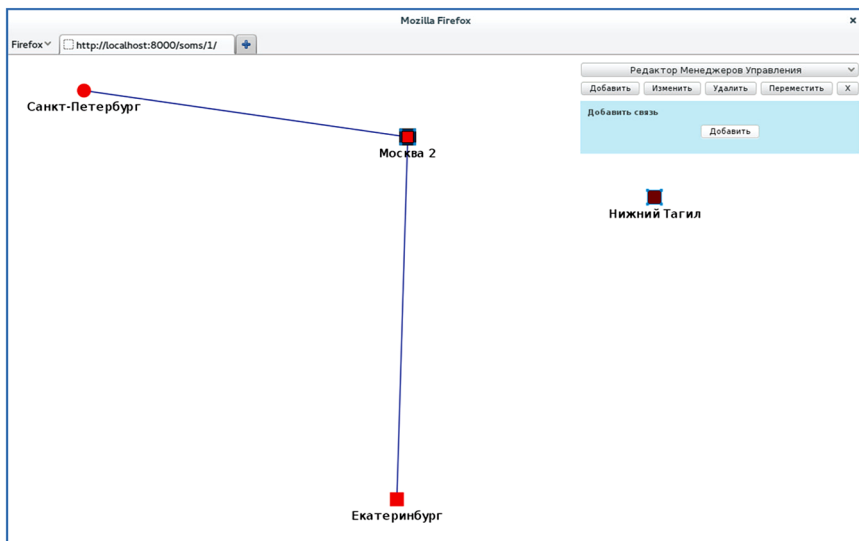 Mozilla Firefox
Firefox http://localhost:8000/soms/1/
Редактор Менеджеров Управления
Добавить Изменить Удалить Переместить X
Добавить связь
Добавить
Санкт-Петербург
Москва 2
Нижний Тагил
Екатеринбург